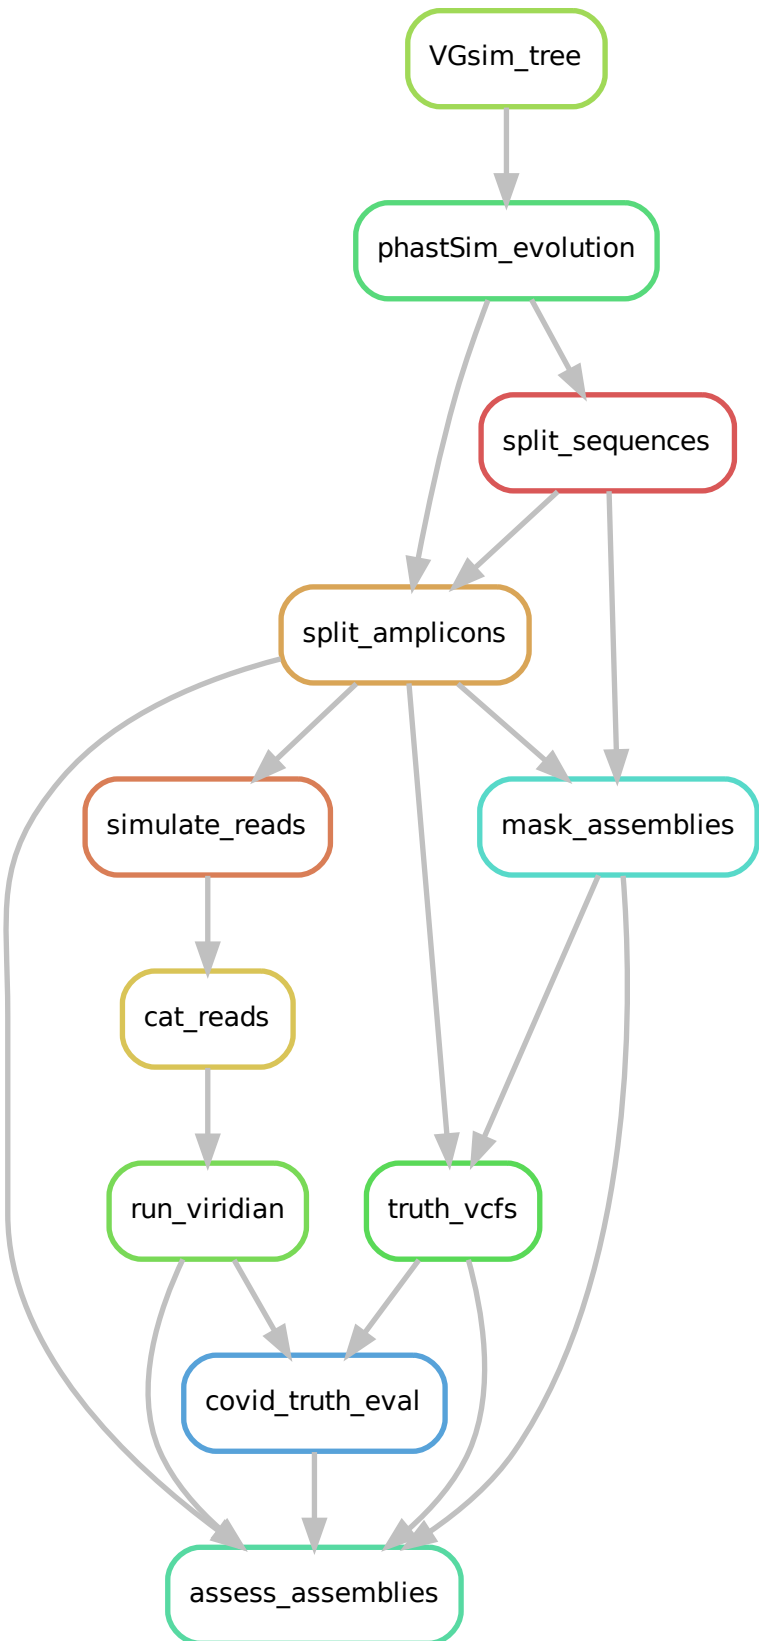 VGsim_tree
phastSim_evolution
split_sequences
split_amplicons
simulate_reads
mask_assemblies
cat_reads
run_viridian
truth_vcfs
covid_truth_eval
assess_assemblies